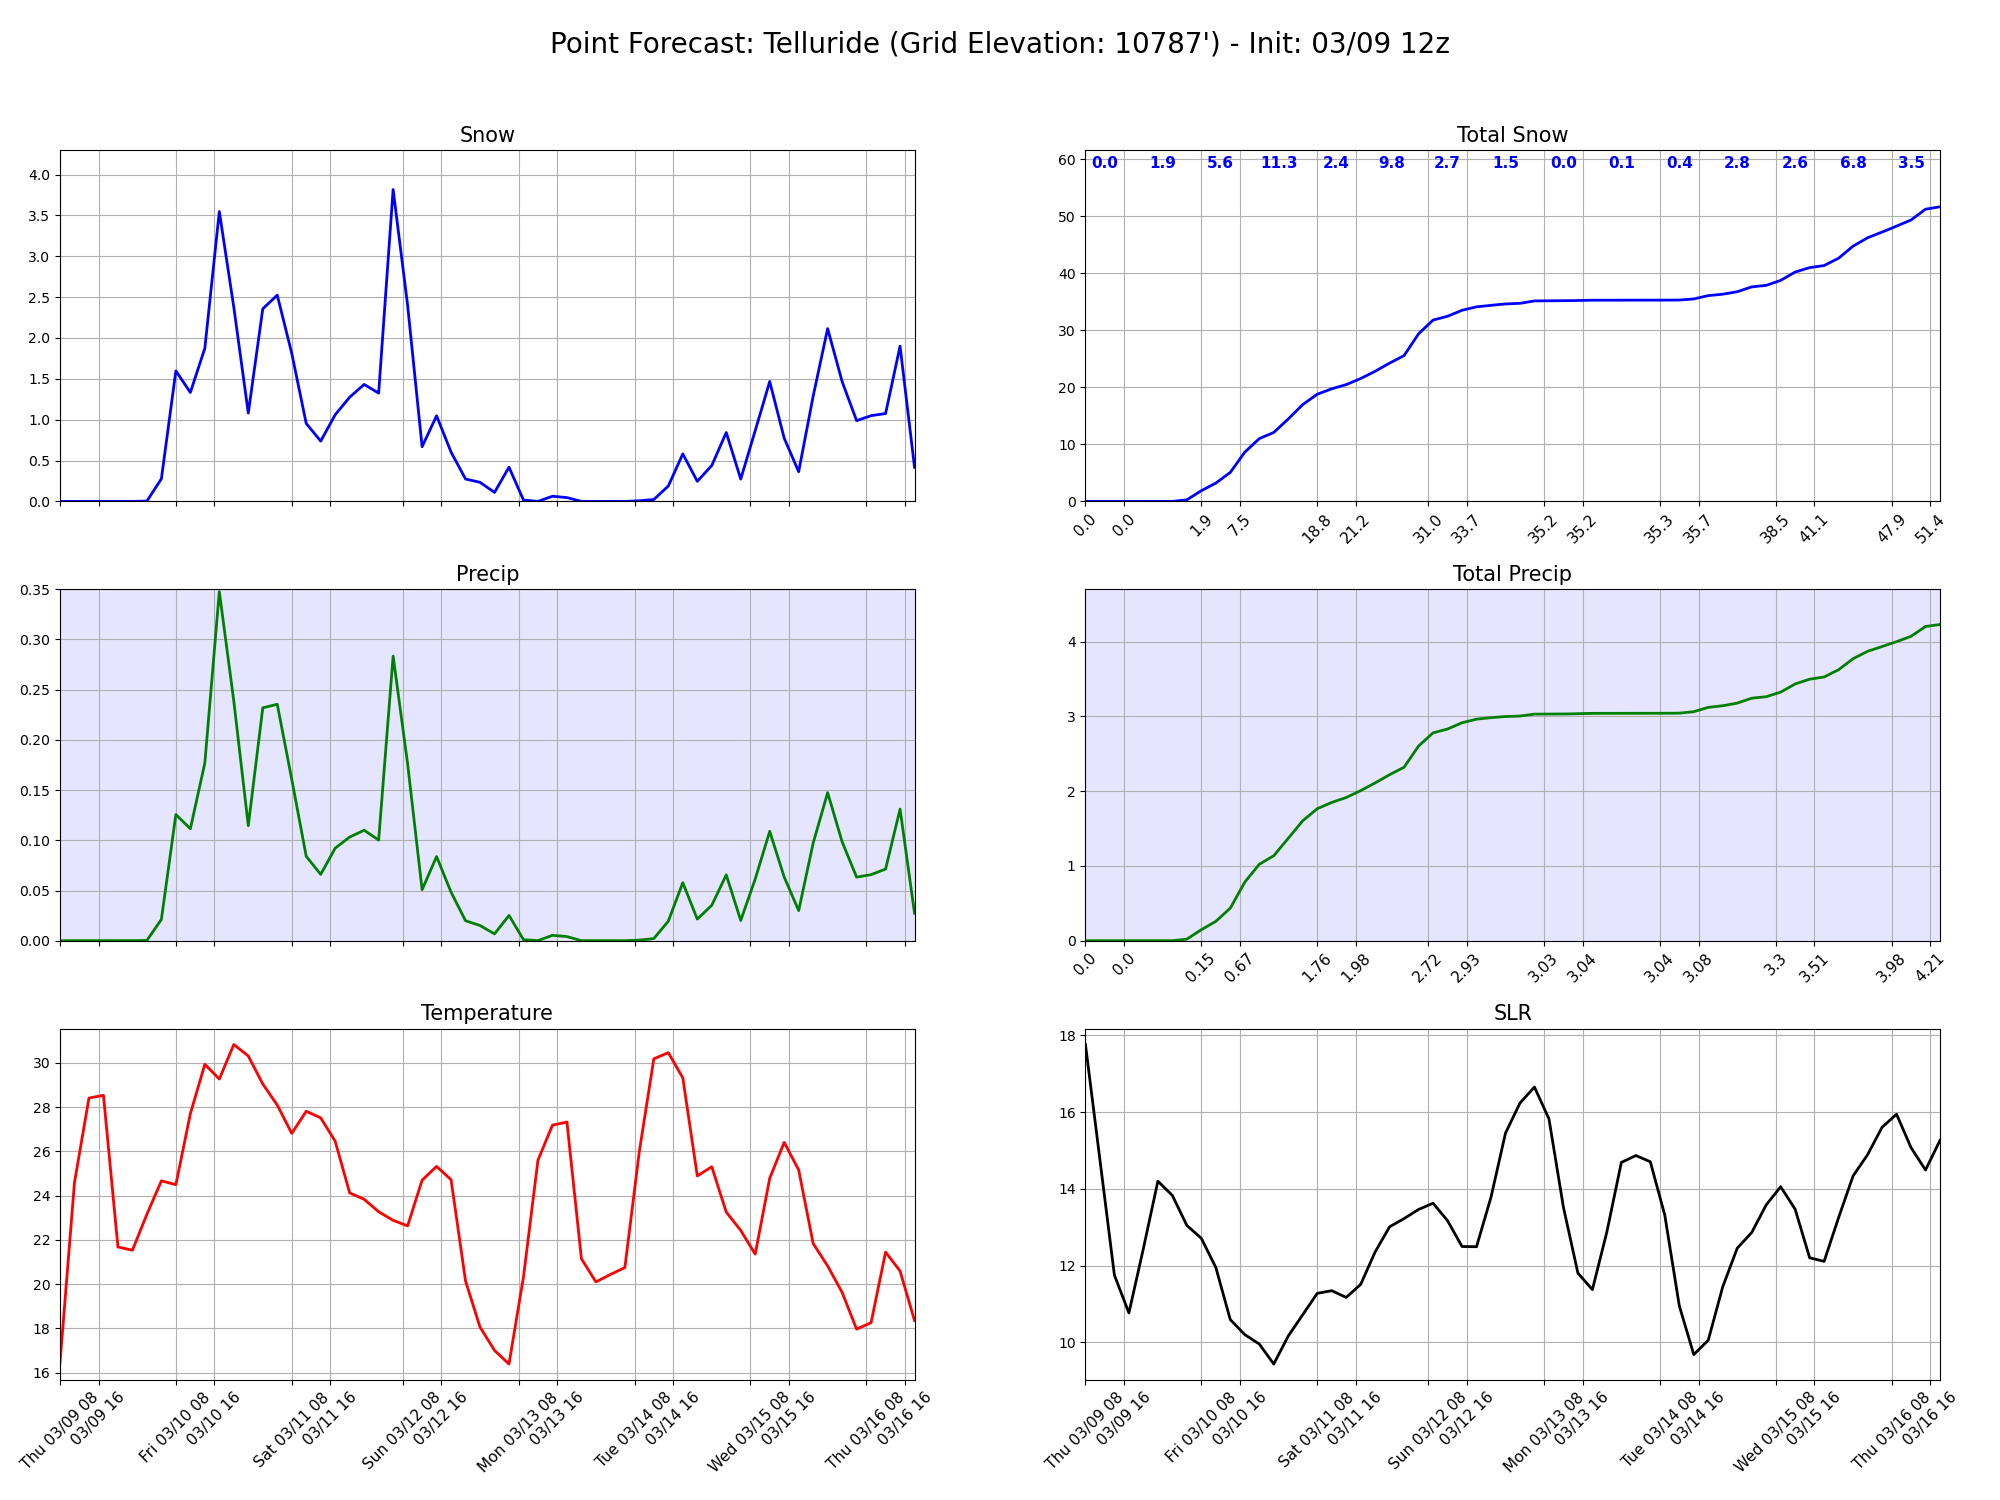 Point Forecast: Telluride (Grid Elevation: 10787') - Init: 03/09 12z
Snow
4.0
3.5
3.0
2.5
2.0
1.5
1.0
0.5
0.0
Total Snow
60
50
40
30
20
10
0
0.0 1.9 5.6 11.3 2.4 9.8 2.7 1.5 0.0 0.1 0.4 2.8 2.6 6.8 3.5
0.0 0.0 1.9 7.5 18.8 21.2 31.0 33.7 35.2 35.2 35.3 35.7 38.5 41.1 47.9 51.4
Precip
0.35
0.30
0.25
0.20
0.15
0.10
0.05
0.00
Total Precip
4
3
2
1
0
0.0 0.0 0.15 0.67 1.76 1.98 2.72 2.93 3.03 3.04 3.04 3.08 3.3 3.51 3.98 4.21
Temperature
30
28
26
24
22
20
18
16
Thu 03/09 08
03/09 16
Fri 03/10 08
03/10 16
Sat 03/11 08
03/11 16
Sun 03/12 08
03/12 16
Mon 03/13 08
03/13 16
Tue 03/14 08
03/14 16
Wed 03/15 08
03/15 16
Thu 03/16 08
03/16 16
SLR
18
16
14
12
10
Thu 03/09 08
03/09 16
Fri 03/10 08
03/10 16
Sat 03/11 08
03/11 16
Sun 03/12 08
03/12 16
Mon 03/13 08
03/13 16
Tue 03/14 08
03/14 16
Wed 03/15 08
03/15 16
Thu 03/16 08
03/16 16